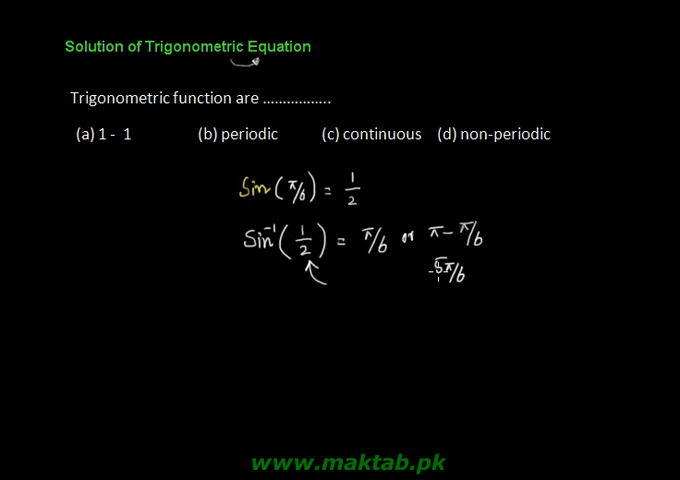 Solution of Trigonometric Equation
Trigonometric function are .................
(a) 1 - 1 (b) periodic (c) continuous (d) non-periodic
Sin(π/6) = 1/2
Sin⁻¹(1/2) = π/6 or π - π/6
5π/6
www.maktab.pk